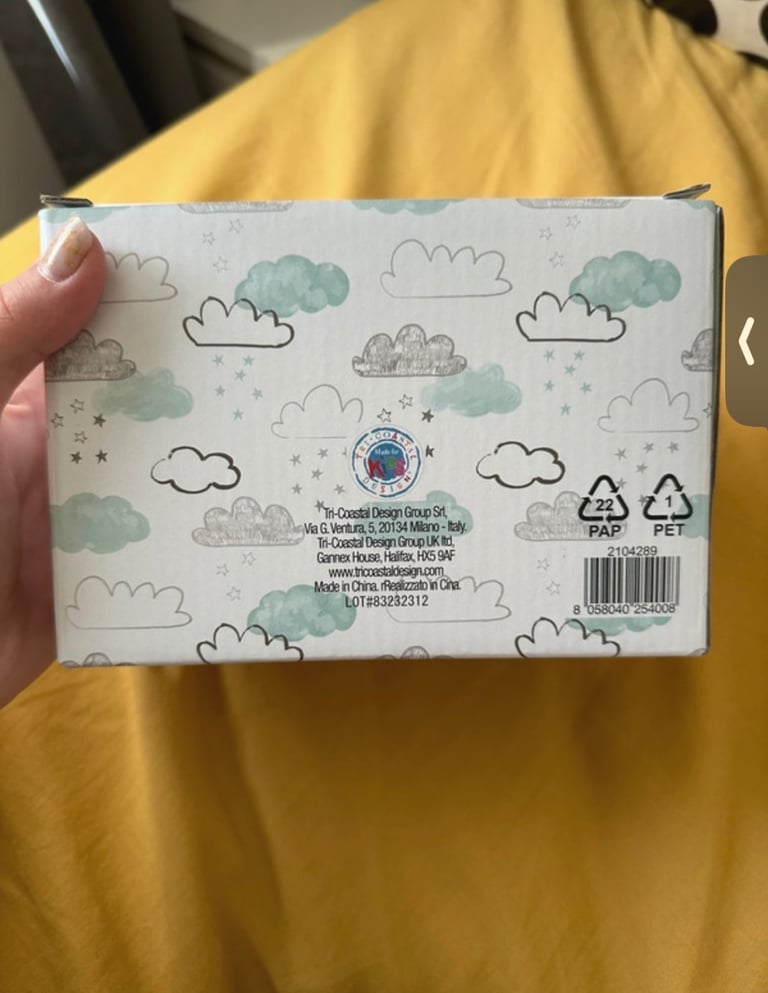 TRI-COASTAL
Made for
KIDS
DESIGN
Tri-Coastal Design Group Srl,
Via G. Ventura, 5, 20134 Milano - Italy.
Tri-Coastal Design Group UK ltd,
Gannex House, Halifax, HX5 9AF
www.tricoastaldesign.com
Made in China. rRealizzato in Cina.
LOT#83232312
22
PAP
1
PET
2104289
8 058040 254008